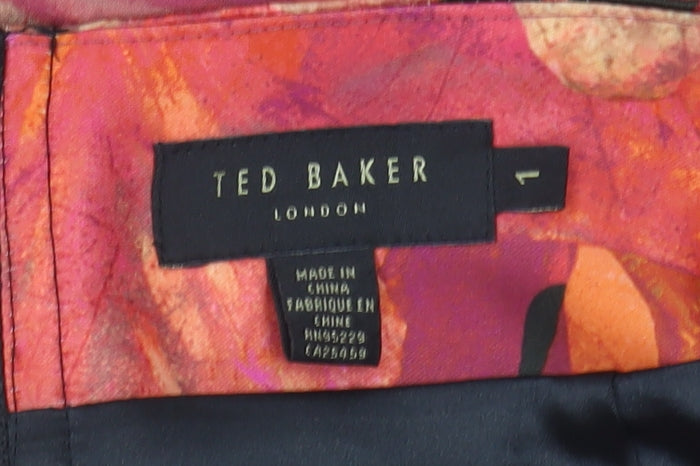 TED BAKER
LONDON
1
MADE IN
CHINA
FABRIQUE EN
CHINE
RN95229
CA25459